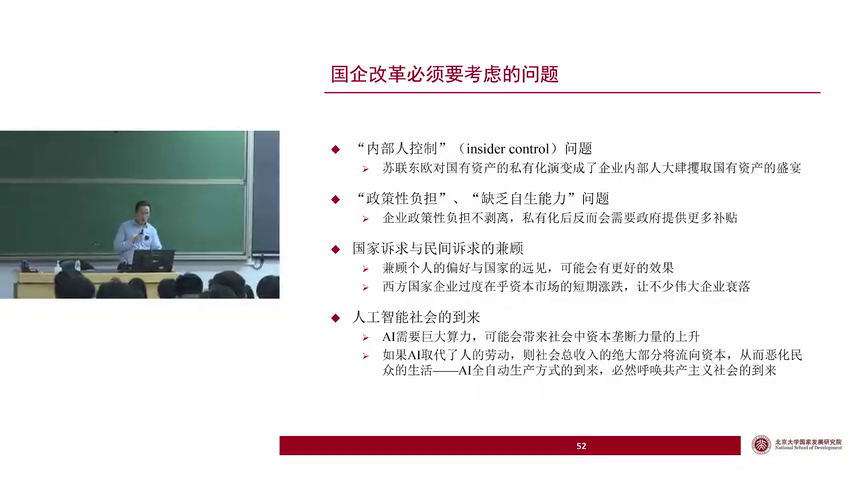 国企改革必须要考虑的问题
“内部人控制”（insider control）问题
苏联东欧对国有资产的私有化演变成了企业内部人大肆攫取国有资产的盛宴
“政策性负担”、“缺乏自生能力”问题
企业政策性负担不剥离，私有化后反而会需要政府提供更多补贴
国家诉求与民间诉求的兼顾
兼顾个人的偏好与国家的远见，可能会有更好的效果
西方国家企业过度在乎资本市场的短期涨跌，让不少伟大企业衰落
人工智能社会的到来
AI需要巨大算力，可能会带来社会中资本垄断力量的上升
如果AI取代了人的劳动，则社会总收入的绝大部分将流向资本，从而恶化民
众的生活——AI全自动生产方式的到来，必然呼唤共产主义社会的到来
52
北京大学国家发展研究院
National School of Development